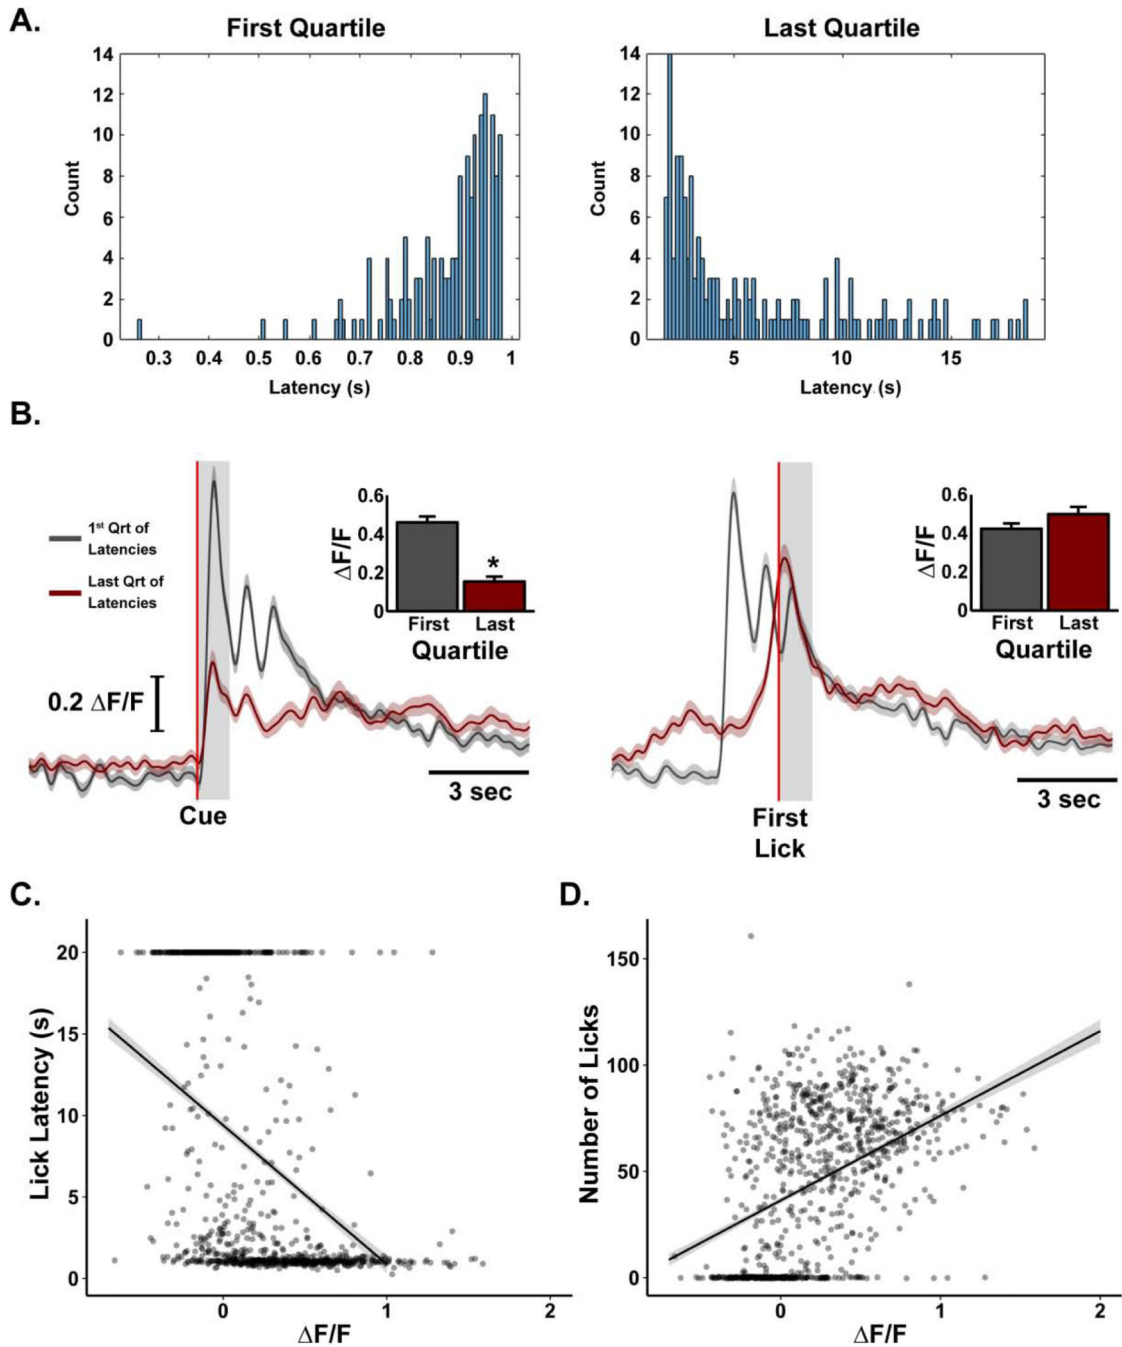 A.
First Quartile
Last Quartile
14
12
10
8
6
4
2
0
Count
0.3 0.4 0.5 0.6 0.7 0.8 0.9 1
Latency (s)
14
12
10
8
6
4
2
0
Count
5 10 15
Latency (s)
B.
1st Qrt of
Latencies
Last Qrt of
Latencies
0.2 ΔF/F
0.6
0.4
0.2
0
ΔF/F
*
First Last
Quartile
3 sec
Cue
0.6
0.4
0.2
0
ΔF/F
First Last
Quartile
3 sec
First
Lick
C.
20
15
10
5
0
Lick Latency (s)
0 1 2
ΔF/F
D.
150
100
50
0
Number of Licks
0 1 2
ΔF/F